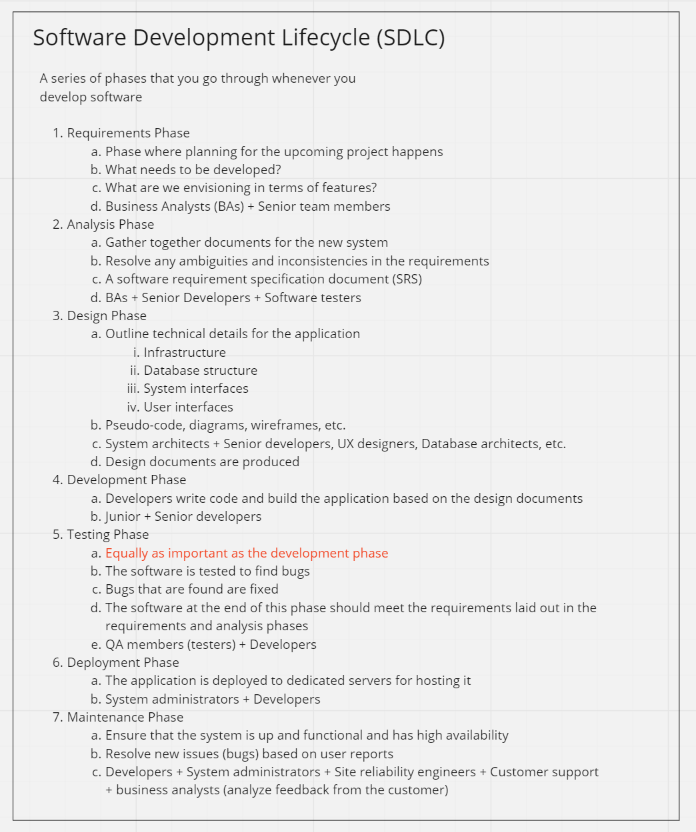 Software Development Lifecycle (SDLC)
A series of phases that you go through whenever you
develop software
1. Requirements Phase
a. Phase where planning for the upcoming project happens
b. What needs to be developed?
c. What are we envisioning in terms of features?
d. Business Analysts (BAs) + Senior team members
2. Analysis Phase
a. Gather together documents for the new system
b. Resolve any ambiguities and inconsistencies in the requirements
c. A software requirement specification document (SRS)
d. BAs + Senior Developers + Software testers
3. Design Phase
a. Outline technical details for the application
i. Infrastructure
ii. Database structure
iii. System interfaces
iv. User interfaces
b. Pseudo-code, diagrams, wireframes, etc.
c. System architects + Senior developers, UX designers, Database architects, etc.
d. Design documents are produced
4. Development Phase
a. Developers write code and build the application based on the design documents
b. Junior + Senior developers
5. Testing Phase
a. Equally as important as the development phase
b. The software is tested to find bugs
c. Bugs that are found are fixed
d. The software at the end of this phase should meet the requirements laid out in the
requirements and analysis phases
e. QA members (testers) + Developers
6. Deployment Phase
a. The application is deployed to dedicated servers for hosting it
b. System administrators + Developers
7. Maintenance Phase
a. Ensure that the system is up and functional and has high availability
b. Resolve new issues (bugs) based on user reports
c. Developers + System administrators + Site reliability engineers + Customer support
+ business analysts (analyze feedback from the customer)